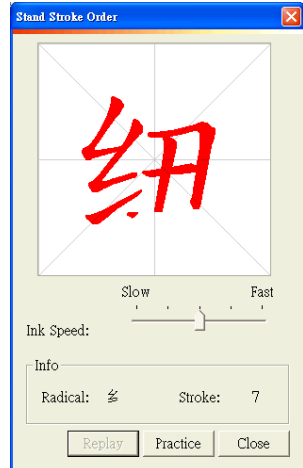 Stand Stroke Order
纽
Slow Fast
Ink Speed:
Info
Radical: 纟 Stroke: 7
Replay Practice Close